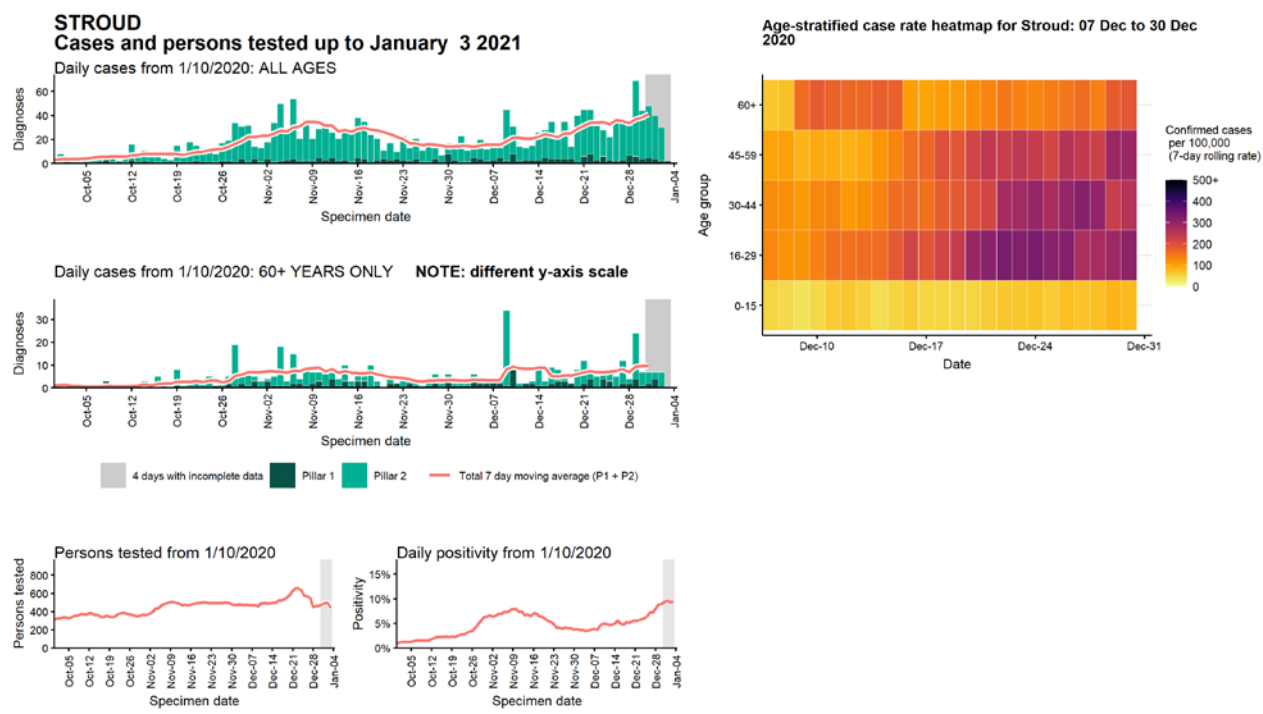 STROUD
Cases and persons tested up to January 3 2021
Daily cases from 1/10/2020: ALL AGES
Diagnoses
60
40
20
0
Oct-05
Oct-12
Oct-19
Oct-26
Nov-02
Nov-09
Nov-16
Nov-23
Nov-30
Dec-07
Dec-14
Dec-21
Dec-28
Jan-04
Specimen date
Daily cases from 1/10/2020: 60+ YEARS ONLY NOTE: different y-axis scale
Diagnoses
30
20
10
0
Oct-05
Oct-12
Oct-19
Oct-26
Nov-02
Nov-09
Nov-16
Nov-23
Nov-30
Dec-07
Dec-14
Dec-21
Dec-28
Jan-04
Specimen date
4 days with incomplete data Pillar 1 Pillar 2 Total 7 day moving average (P1 + P2)
Persons tested from 1/10/2020
Persons tested
800
600
400
200
0
Oct-05
Oct-12
Oct-19
Oct-26
Nov-02
Nov-09
Nov-16
Nov-23
Nov-30
Dec-07
Dec-14
Dec-21
Dec-28
Jan-04
Specimen date
Daily positivity from 1/10/2020
Positivity
15%
10%
5%
0%
Oct-05
Oct-12
Oct-19
Oct-26
Nov-02
Nov-09
Nov-16
Nov-23
Nov-30
Dec-07
Dec-14
Dec-21
Dec-28
Jan-04
Specimen date
Age-stratified case rate heatmap for Stroud: 07 Dec to 30 Dec
2020
Age group
60+
45-59
30-44
16-29
0-15
Dec-10
Dec-17
Dec-24
Dec-31
Date
Confirmed cases
per 100,000
(7-day rolling rate)
500+
400
300
200
100
0